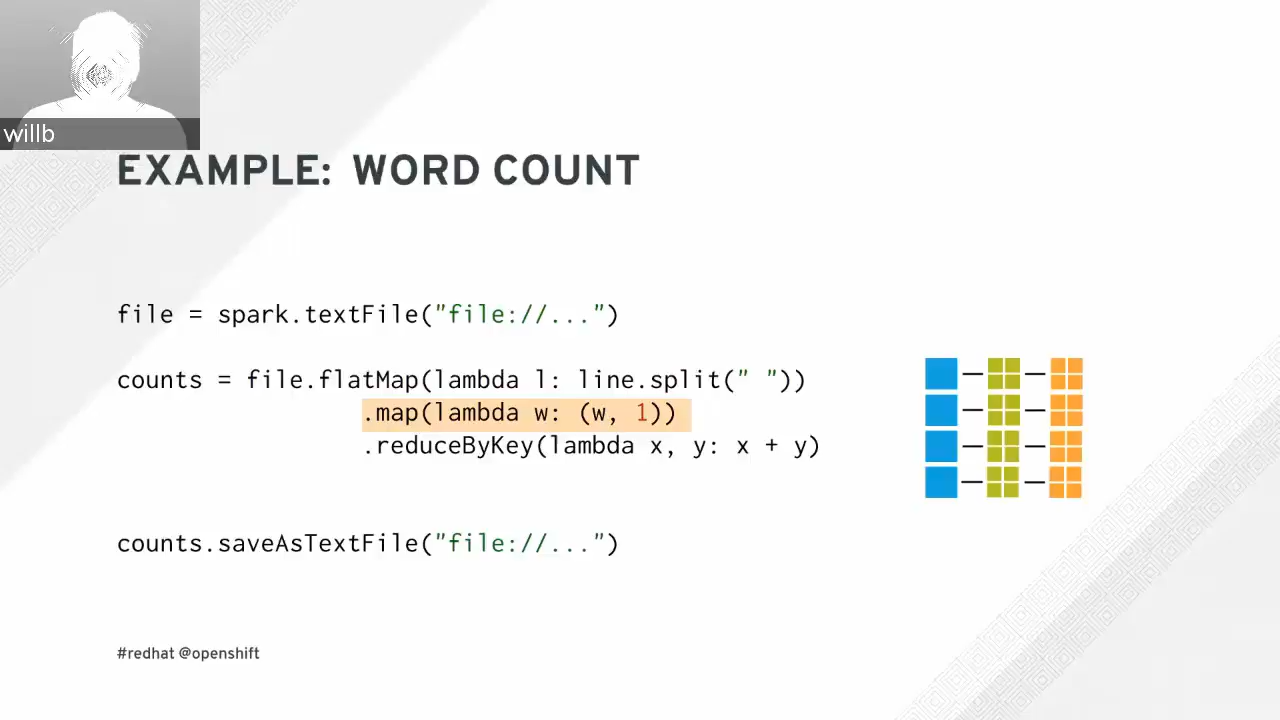 willb
EXAMPLE: WORD COUNT
file = spark.textFile("file://...")
counts = file.flatMap(lambda l: line.split(" "))
.map(lambda w: (w, 1))
.reduceByKey(lambda x, y: x + y)
counts.saveAsTextFile("file://...")
#redhat @openshift